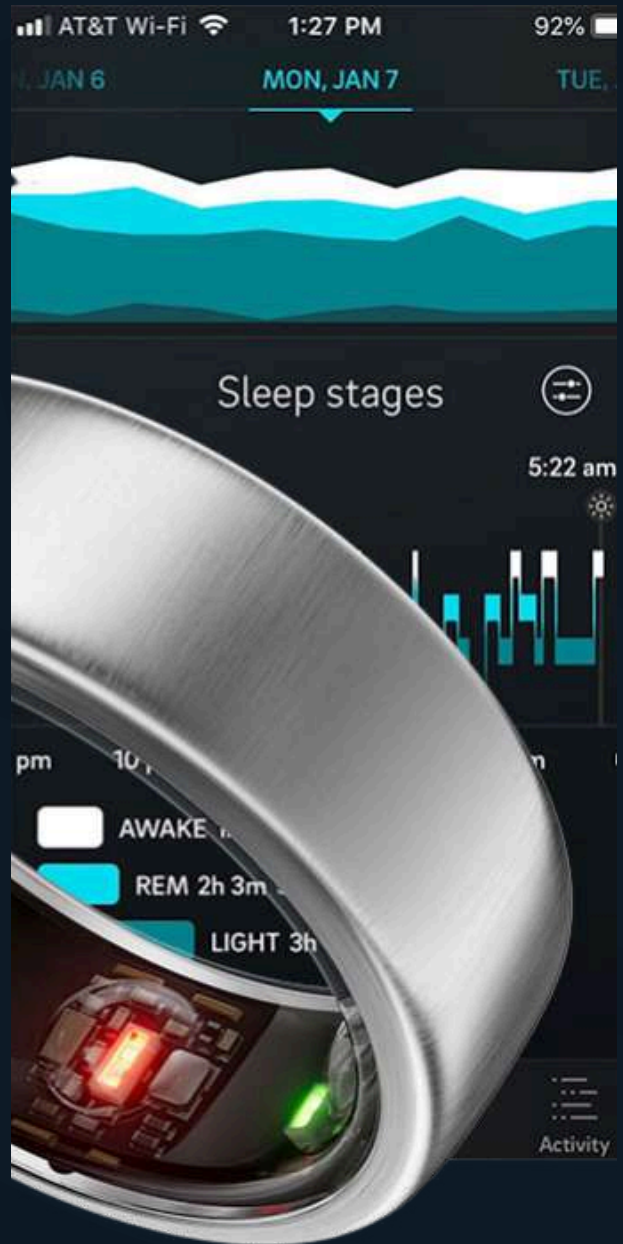 AT&T Wi-Fi 1:27 PM 92%
JAN 6 MON, JAN 7 TUE,
Sleep stages
5:22 am
pm 10
AWAKE
REM 2h 3m
LIGHT 3h
Activity